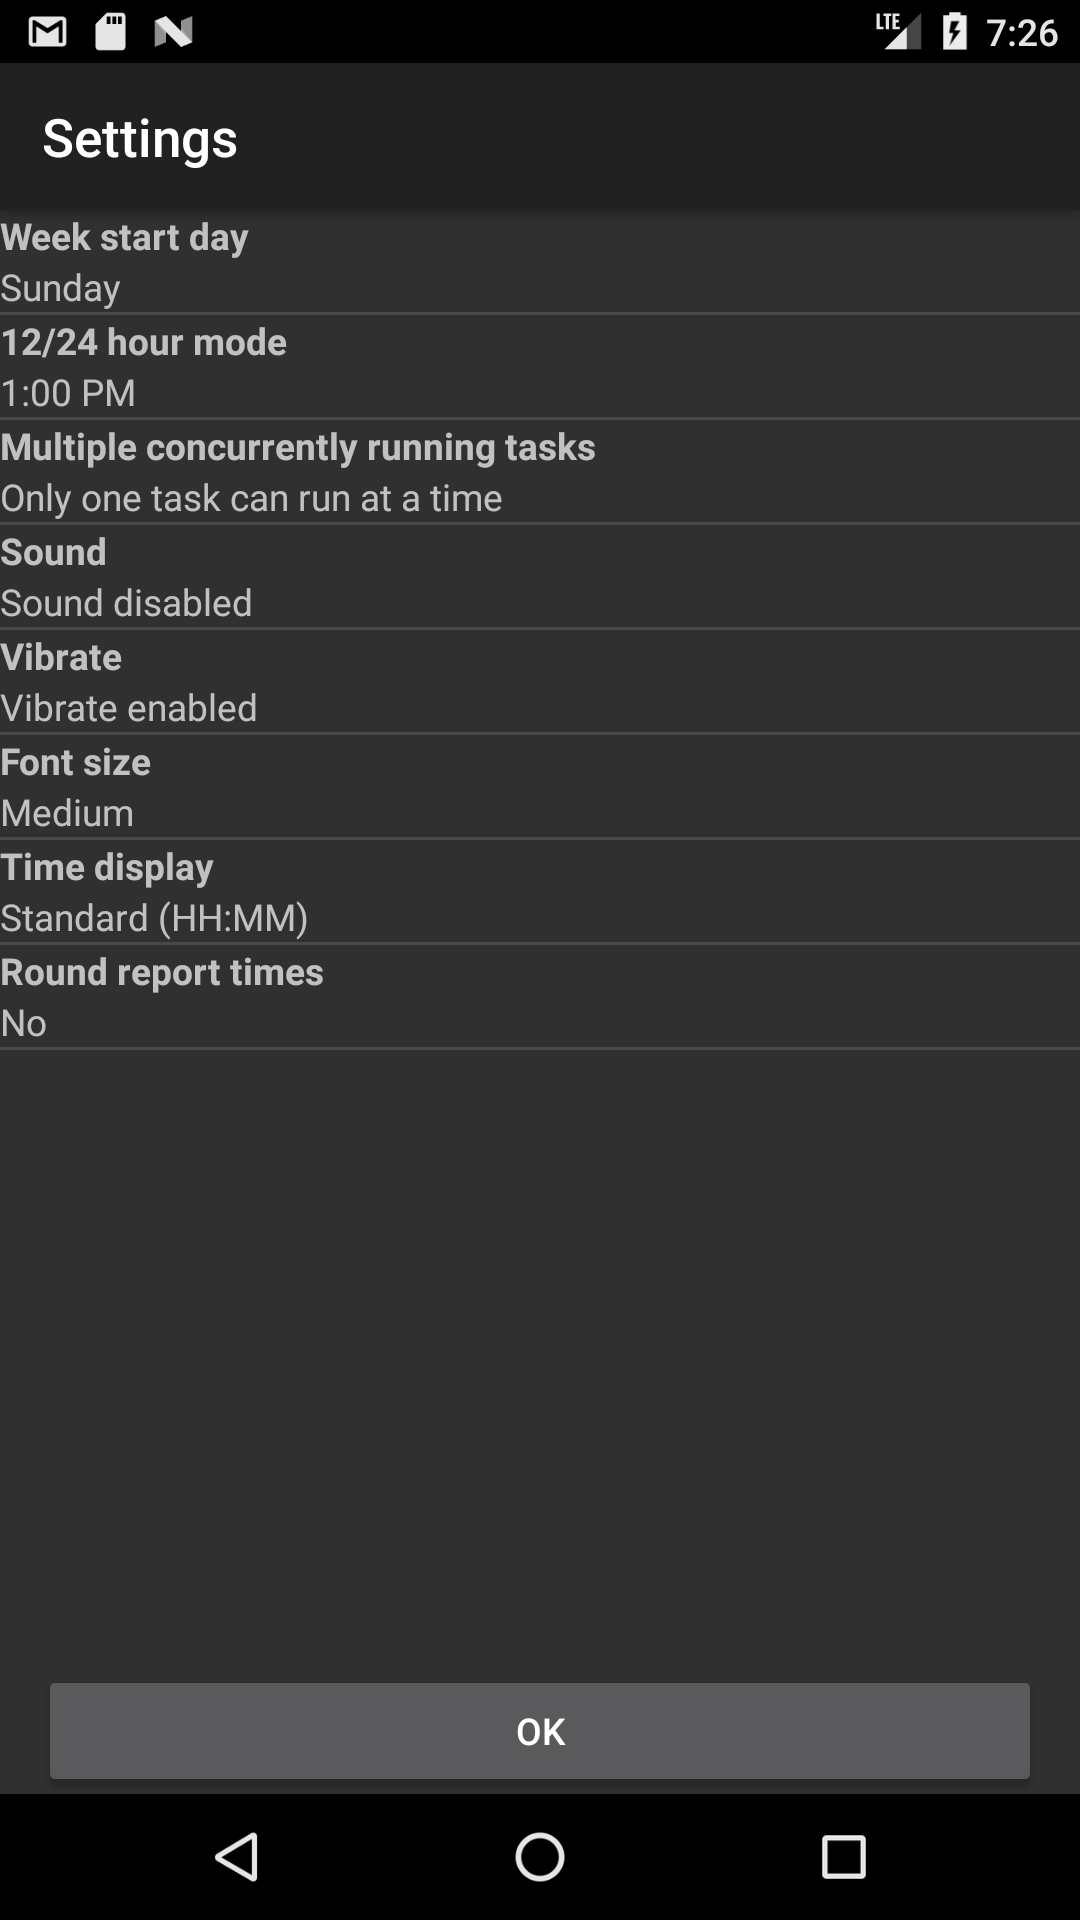 LTE 7:26
Settings
Week start day
Sunday
12/24 hour mode
1:00 PM
Multiple concurrently running tasks
Only one task can run at a time
Sound
Sound disabled
Vibrate
Vibrate enabled
Font size
Medium
Time display
Standard (HH:MM)
Round report times
No
OK